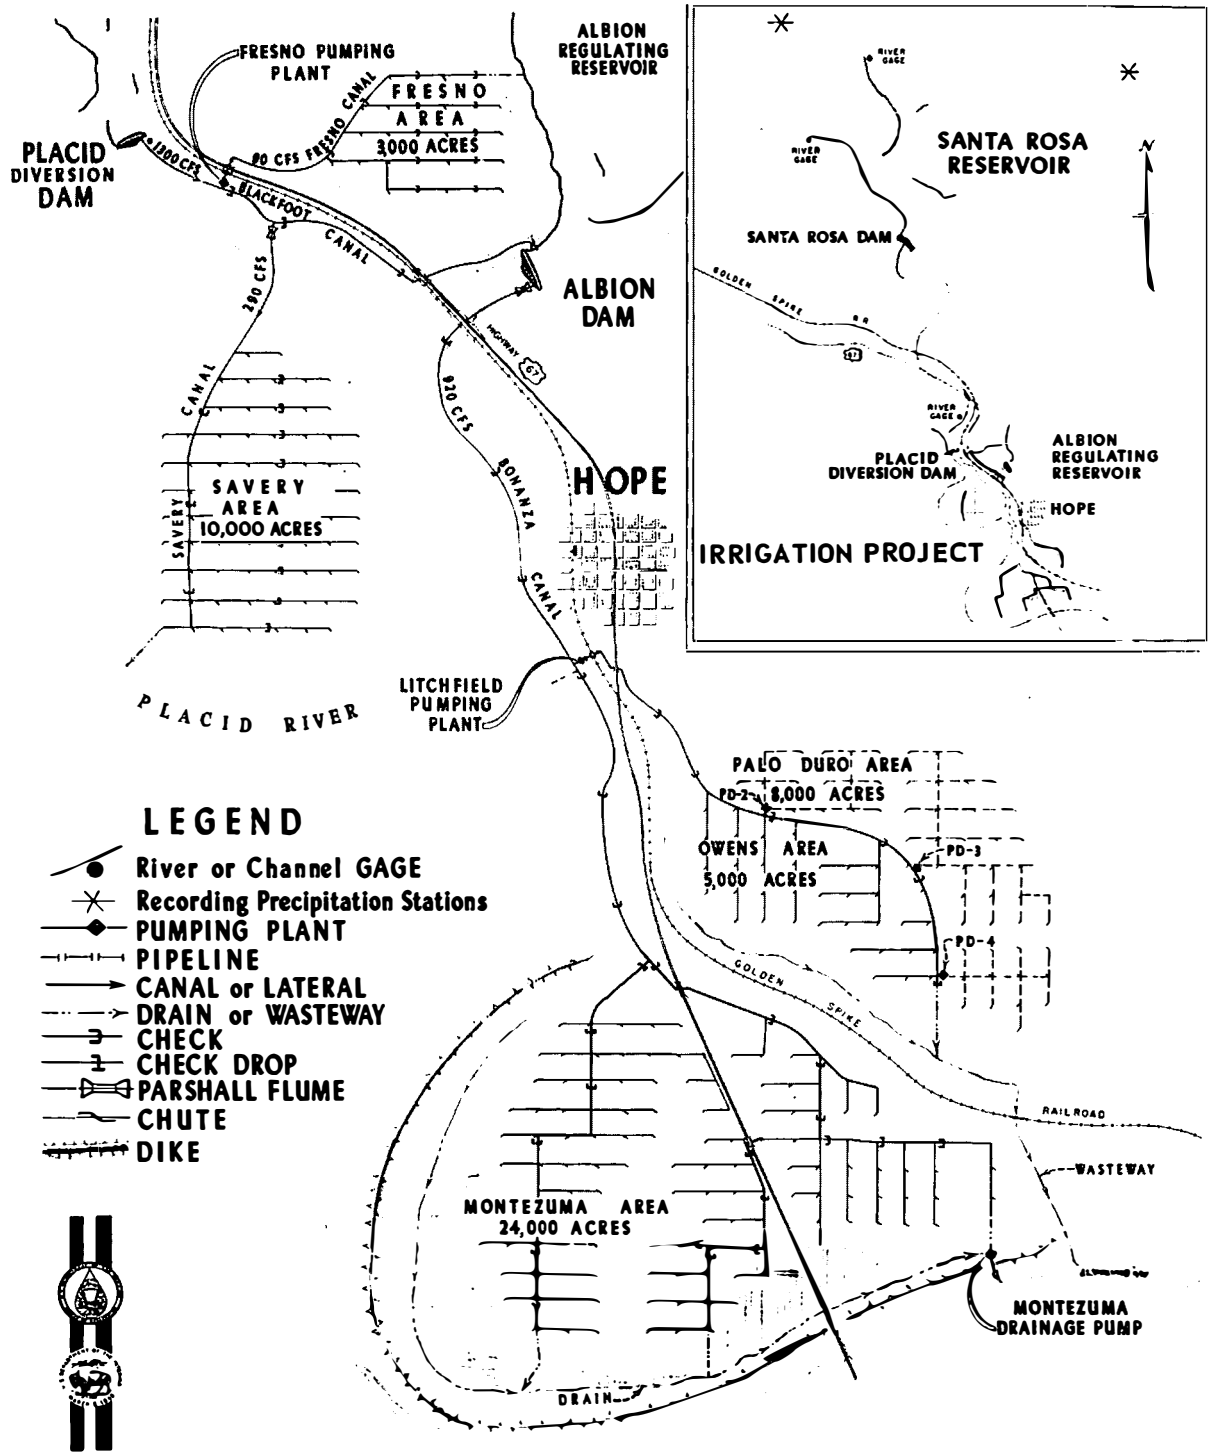 FRESNO PUMPING
PLANT
ALBION
REGULATING
RESERVOIR
FRESNO
AREA
3,000 ACRES
90 CFS FRESNO CANAL
PLACID
DIVERSION
DAM
1300 CFS
BLACKFOOT
CANAL
290 CFS
ALBION
DAM
HIGHWAY 67
920 CFS
BONANZA
CANAL
CANAL
SAVERY
SAVERY
AREA
10,000 ACRES
HOPE
PLACID RIVER
LITCHFIELD
PUMPING
PLANT
RIVER
GAGE
RIVER
GAGE
SANTA ROSA
RESERVOIR
N
SANTA ROSA DAM
GOLDEN SPIKE RR
67
RIVER
GAGE
PLACID
DIVERSION DAM
ALBION
REGULATING
RESERVOIR
HOPE
IRRIGATION PROJECT
PALO DURO AREA
PD-2 8,000 ACRES
OWENS AREA
5,000 ACRES
PD-3
PD-4
GOLDEN SPIKE
RAILROAD
WASTEWAY
LEGEND
River or Channel GAGE
Recording Precipitation Stations
PUMPING PLANT
PIPELINE
CANAL or LATERAL
DRAIN or WASTEWAY
CHECK
CHECK DROP
PARSHALL FLUME
CHUTE
DIKE
MONTEZUMA AREA
24,000 ACRES
MONTEZUMA
DRAINAGE PUMP
DRAIN